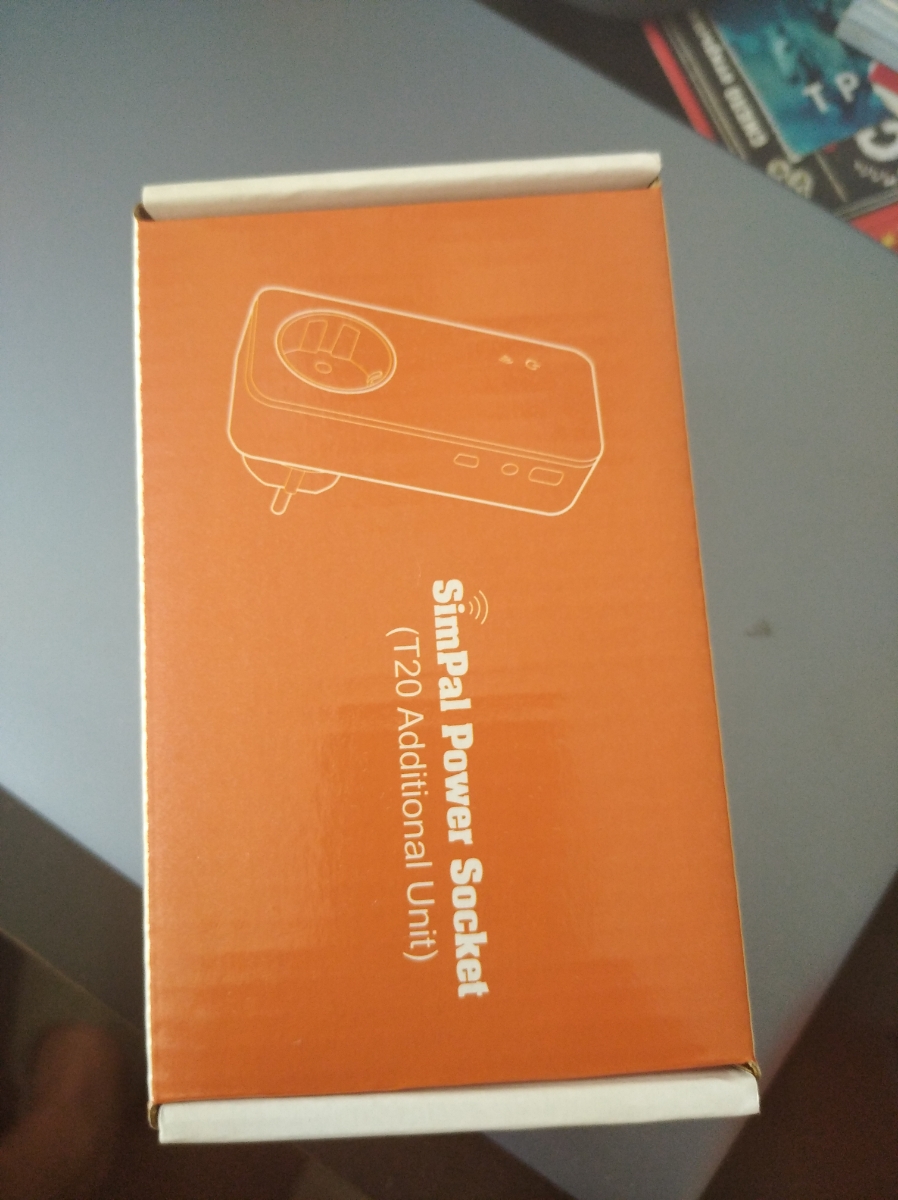 SimPal Power Socket
(T20 Additional Unit)
T P